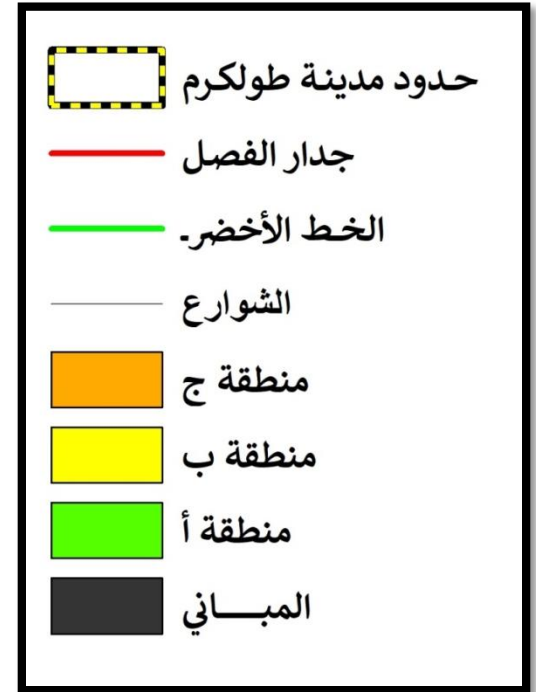 حدود مدينة طولكرم
جدار الفصل
الخط الأخضر
الشوارع
منطقة ج
منطقة ب
منطقة أ
المبـــاني